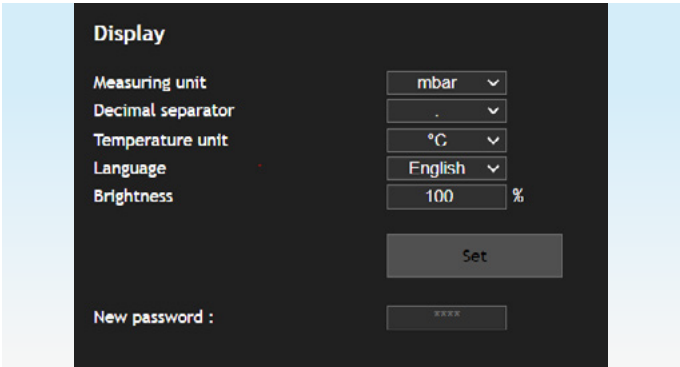 Display
Measuring unit mbar
Decimal separator .
Temperature unit °C
Language English
Brightness 100 %
Set
New password : ****